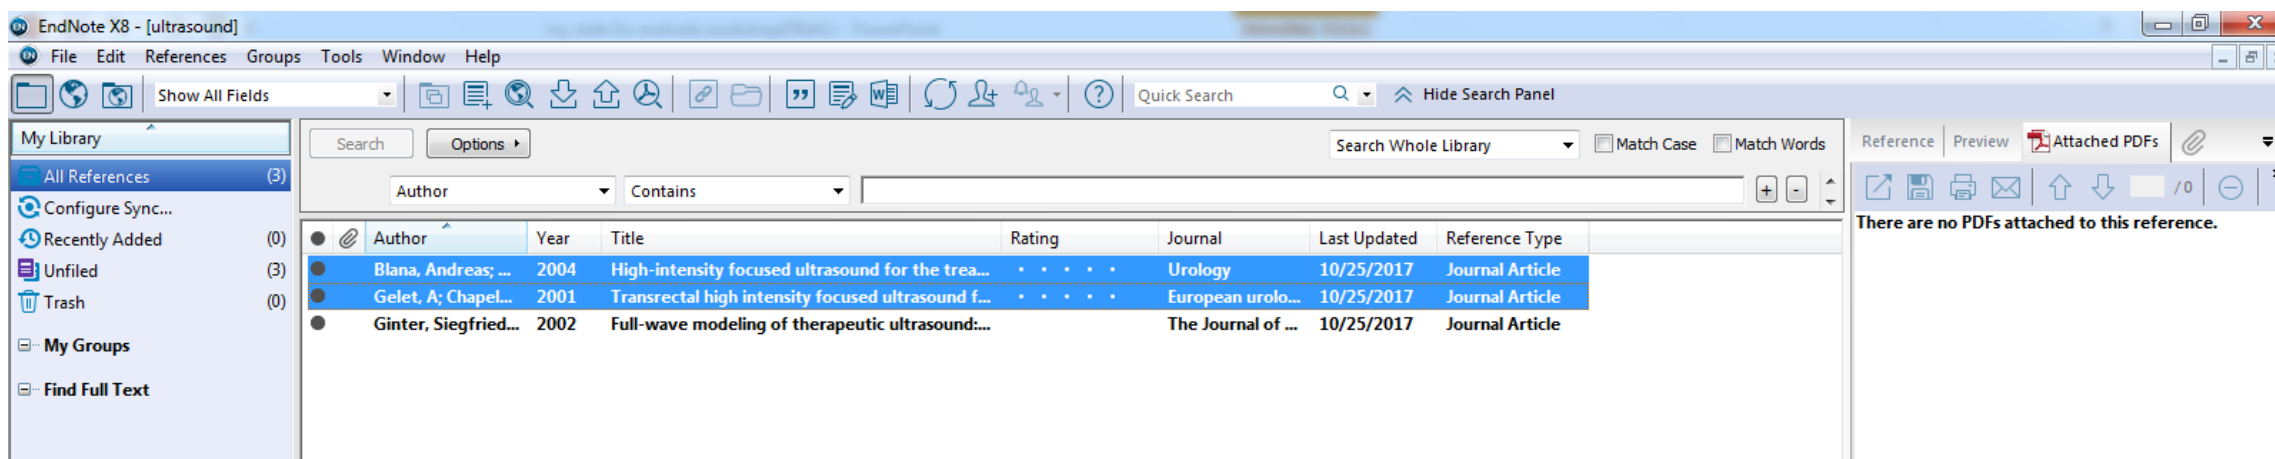 EndNote X8 - [ultrasound]
File Edit References Groups Tools Window Help
Show All Fields
Quick Search
Hide Search Panel
My Library
All References (3)
Configure Sync...
Recently Added (0)
Unfiled (3)
Trash (0)
My Groups
Find Full Text
Search Options Search Whole Library Match Case Match Words
Author Contains + -
Author Year Title Rating Journal Last Updated Reference Type
Blana, Andreas; ... 2004 High-intensity focused ultrasound for the trea... Urology 10/25/2017 Journal Article
Gelet, A; Chapel... 2001 Transrectal high intensity focused ultrasound f... European urolo... 10/25/2017 Journal Article
Ginter, Siegfried... 2002 Full-wave modeling of therapeutic ultrasound:... The Journal of ... 10/25/2017 Journal Article
Reference Preview Attached PDFs
/ 0
There are no PDFs attached to this reference.